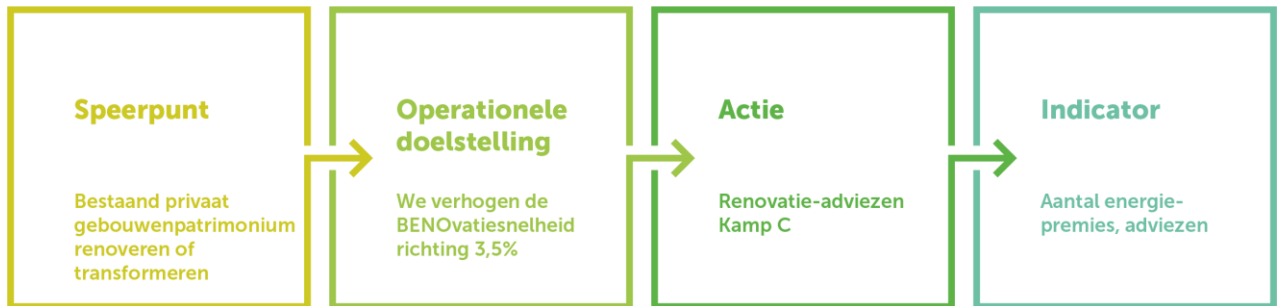 Speerpunt
Bestaand privaat
gebouwenpatrimonium
renoveren of
transformeren
Operationele
doelstelling
We verhogen de
BENOvatiesnelheid
richting 3,5%
Actie
Renovatie-adviezen
Kamp C
Indicator
Aantal energie-
premies, adviezen